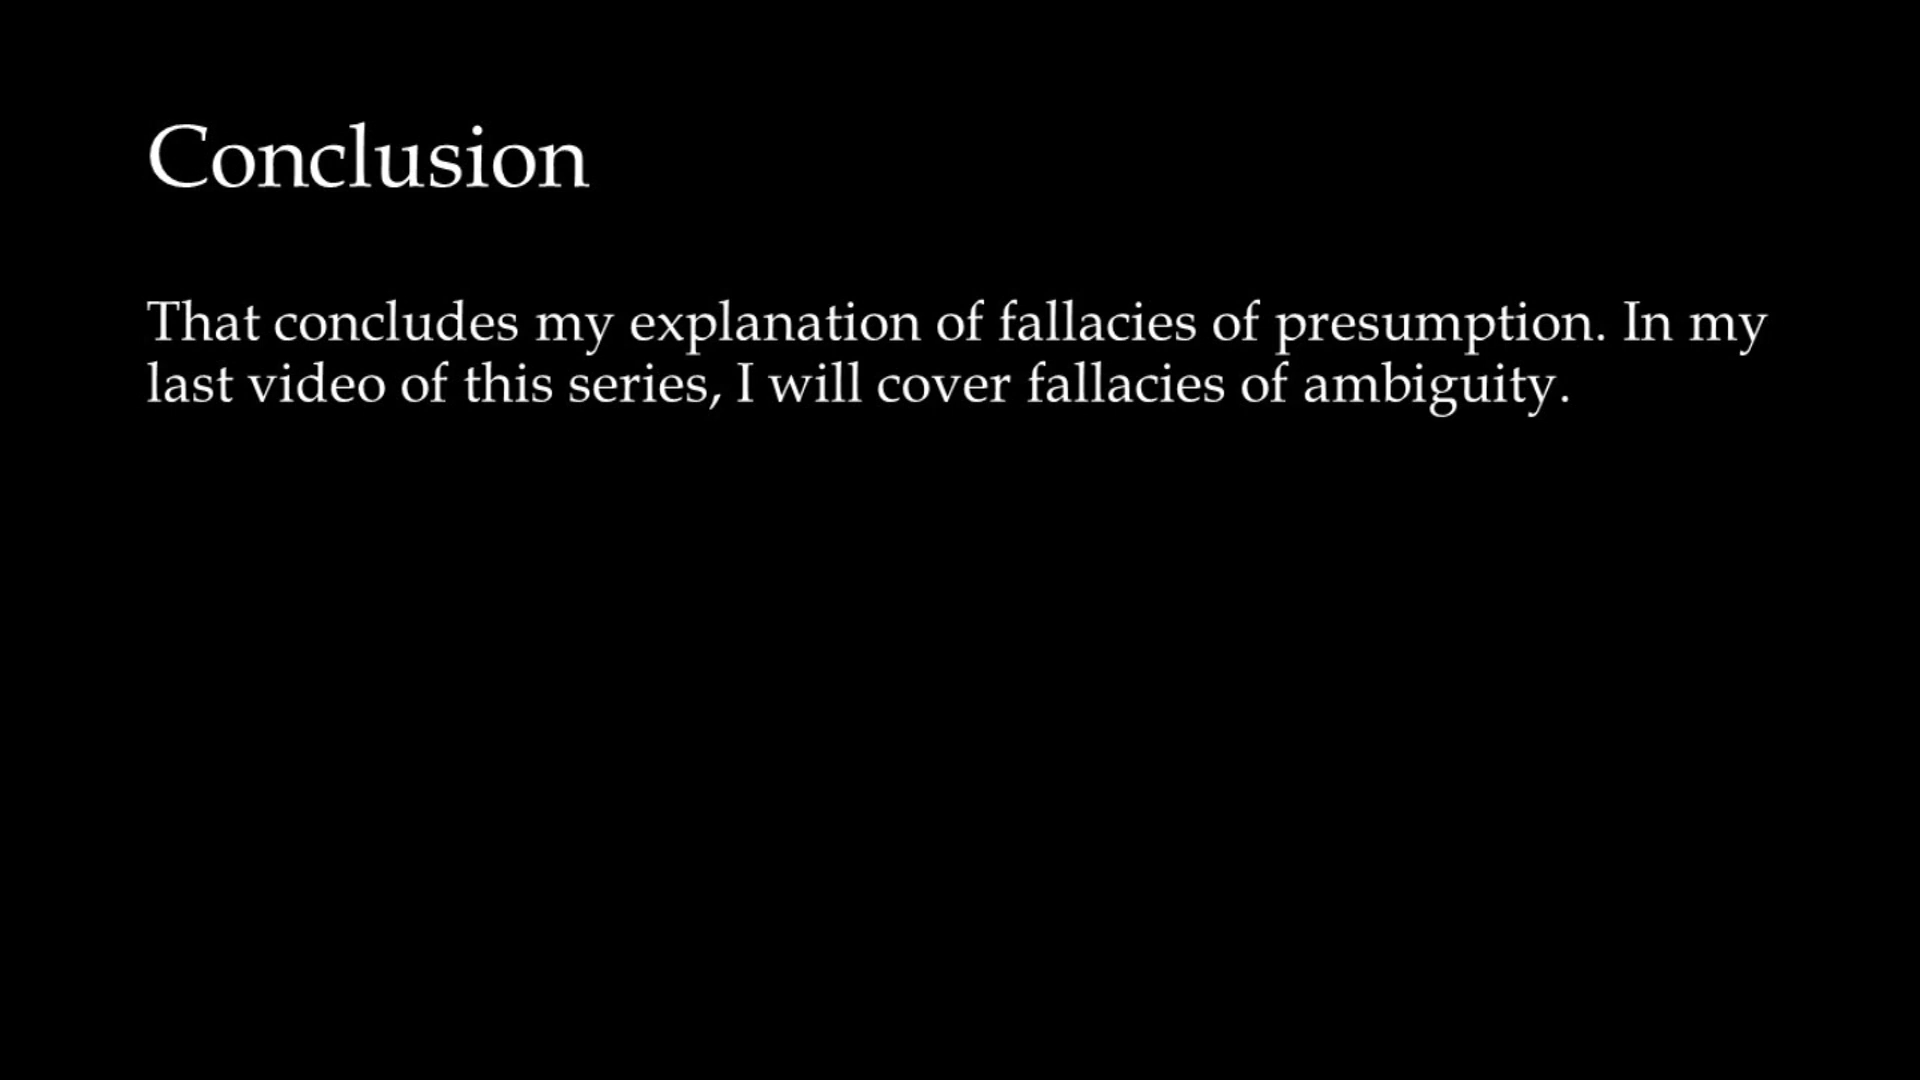 Conclusion
That concludes my explanation of fallacies of presumption. In my
last video of this series, I will cover fallacies of ambiguity.